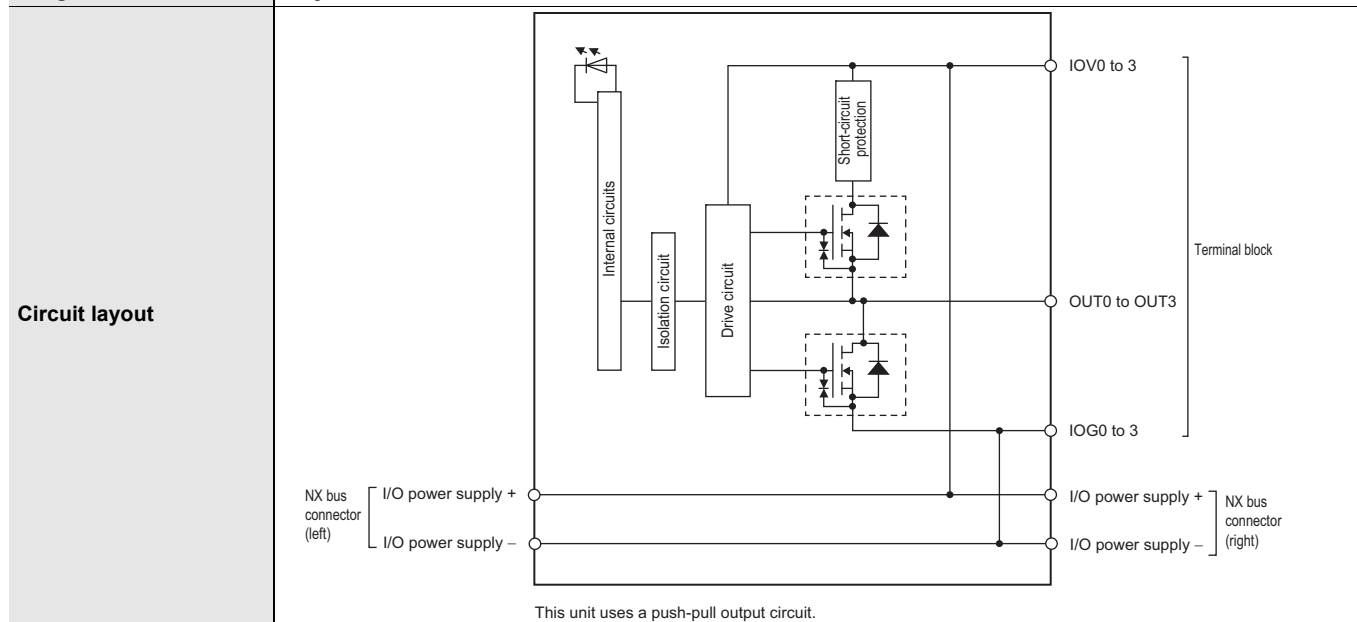 Circuit layout
IOV0 to 3
Short-circuit
protection
Internal circuits
Isolation circuit
Drive circuit
Terminal block
OUT0 to OUT3
IOG0 to 3
NX bus
connector
(left)
I/O power supply +
I/O power supply –
I/O power supply +
I/O power supply –
NX bus
connector
(right)
This unit uses a push-pull output circuit.